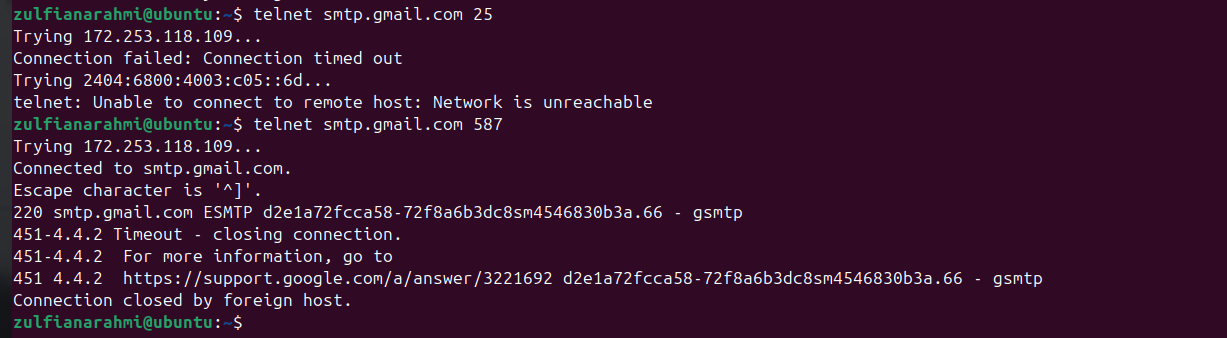 zulfianarahmi@ubuntu:~$ telnet smtp.gmail.com 25
Trying 172.253.118.109...
Connection failed: Connection timed out
Trying 2404:6800:4003:c05::6d...
telnet: Unable to connect to remote host: Network is unreachable
zulfianarahmi@ubuntu:~$ telnet smtp.gmail.com 587
Trying 172.253.118.109...
Connected to smtp.gmail.com.
Escape character is '^]'.
220 smtp.gmail.com ESMTP d2e1a72fcca58-72f8a6b3dc8sm4546830b3a.66 - gsmtp
451-4.4.2 Timeout - closing connection.
451-4.4.2  For more information, go to
451 4.4.2  https://support.google.com/a/answer/3221692 d2e1a72fcca58-72f8a6b3dc8sm4546830b3a.66 - gsmtp
Connection closed by foreign host.
zulfianarahmi@ubuntu:~$